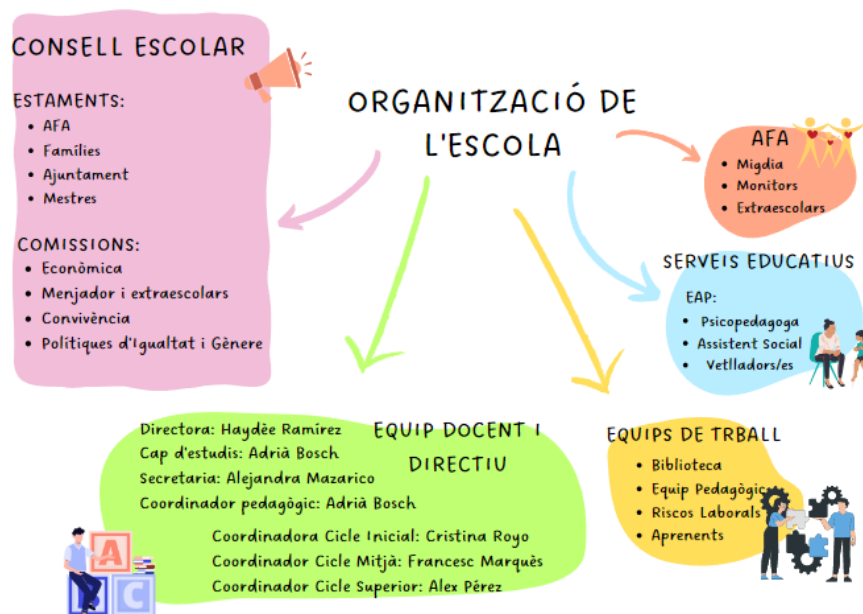 CONSELL ESCOLAR
ESTAMENTS:
• AFA
• Famílies
• Ajuntament
• Mestres
COMISSIONS:
• Econòmica
• Menjador i extraescolars
• Convivència
• Polítiques d'Igualtat i Gènere
ORGANITZACIÓ DE
L'ESCOLA
AFA
• Migdia
• Monitors
• Extraescolars
SERVEIS EDUCATIUS
EAP:
• Psicopedagoga
• Assistent Social
• Vetlladors/es
EQUIP DOCENT I
DIRECTIU
Directora: Haydèe Ramírez
Cap d'estudis: Adrià Bosch
Secretaria: Alejandra Mazarico
Coordinador pedagògic: Adrià Bosch
Coordinadora Cicle Inicial: Cristina Royo
Coordinador Cicle Mitjà: Francesc Marquès
Coordinador Cicle Superior: Alex Pérez
A
B C
EQUIPS DE TRBALL
• Biblioteca
• Equip Pedagògic
• Riscos Laborals
• Aprenents